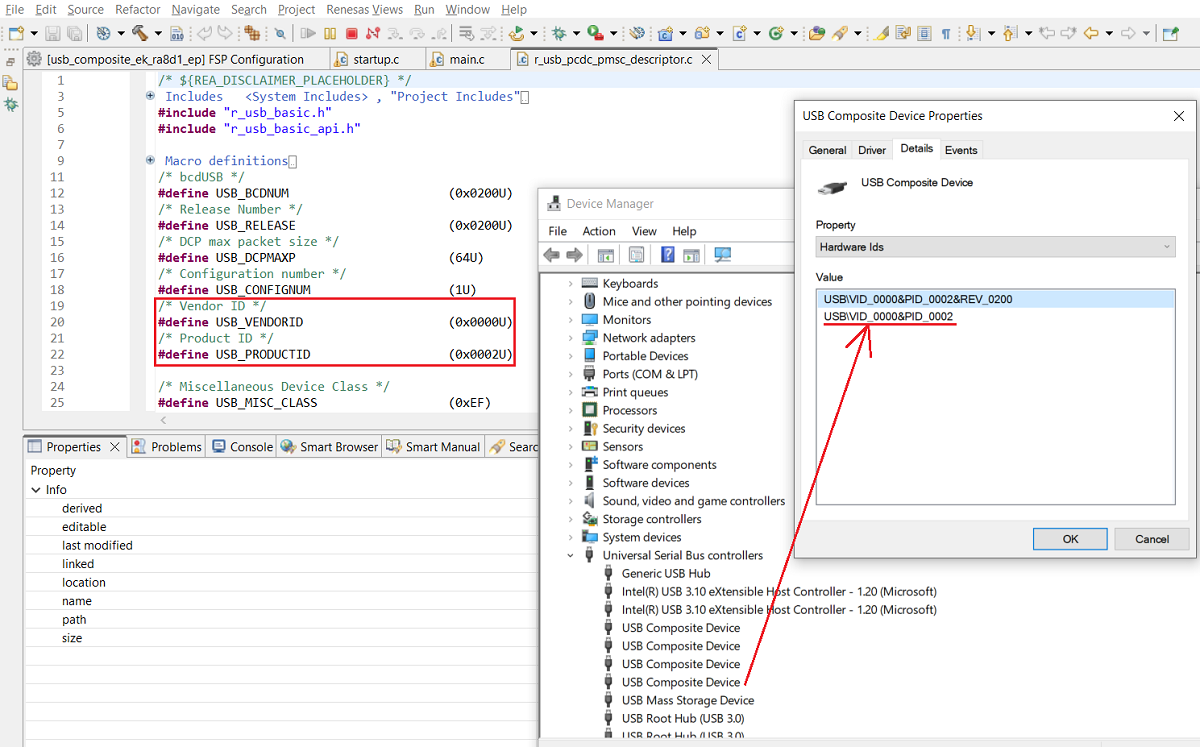 File Edit Source Refactor Navigate Search Project Renesas Views Run Window Help
[usb_composite_ek_ra8d1_ep] FSP Configuration
startup.c
main.c
r_usb_pcdc_pmsc_descriptor.c
1 /* ${REA_DISCLAIMER_PLACEHOLDER} */
3 Includes <System Includes> , "Project Includes"
5 #include "r_usb_basic.h"
6 #include "r_usb_basic_api.h"
7
9 Macro definitions
11 /* bcdUSB */
12 #define USB_BCDNUM (0x0200U)
13 /* Release Number */
14 #define USB_RELEASE (0x0200U)
15 /* DCP max packet size */
16 #define USB_DCPMAXP (64U)
17 /* Configuration number */
18 #define USB_CONFIGNUM (1U)
19 /* Vendor ID */
20 #define USB_VENDORID (0x0000U)
21 /* Product ID */
22 #define USB_PRODUCTID (0x0002U)
23
24 /* Miscellaneous Device Class */
25 #define USB_MISC_CLASS (0xEF)
Properties
Problems
Console
Smart Browser
Smart Manual
Searc
Property
Info
derived
editable
last modified
linked
location
name
path
size
Device Manager
File Action View Help
Keyboards
Mice and other pointing devices
Monitors
Network adapters
Portable Devices
Ports (COM & LPT)
Print queues
Processors
Security devices
Sensors
Software components
Software devices
Sound, video and game controllers
Storage controllers
System devices
Universal Serial Bus controllers
Generic USB Hub
Intel(R) USB 3.10 eXtensible Host Controller - 1.20 (Microsoft)
Intel(R) USB 3.10 eXtensible Host Controller - 1.20 (Microsoft)
USB Composite Device
USB Composite Device
USB Composite Device
USB Composite Device
USB Mass Storage Device
USB Root Hub (USB 3.0)
USB Root Hub (USB 3.0)
USB Composite Device Properties
General Driver Details Events
USB Composite Device
Property
Hardware Ids
Value
USB\VID_0000&PID_0002&REV_0200
USB\VID_0000&PID_0002
OK
Cancel